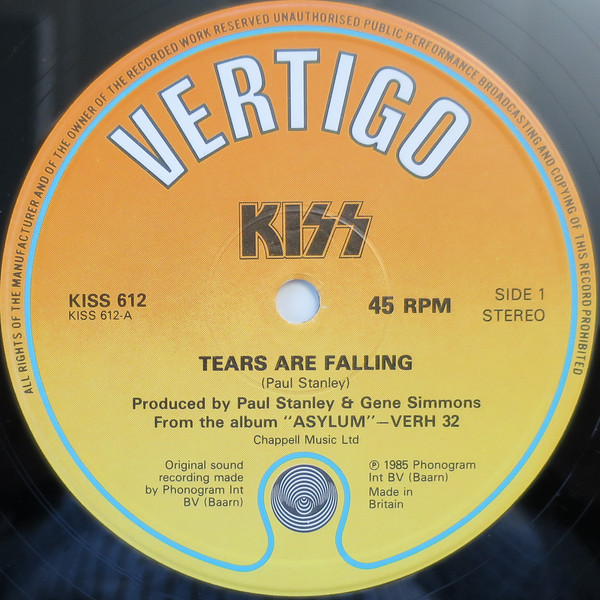 ALL RIGHTS OF THE MANUFACTURER AND OF THE OWNER OF THE RECORDED WORK RESERVED UNAUTHORISED PUBLIC PERFORMANCE BROADCASTING AND COPYING OF THIS RECORD PROHIBITED
VERTIGO
KISS
KISS 612
KISS 612-A
45 RPM
SIDE 1
STEREO
TEARS ARE FALLING
(Paul Stanley)
Produced by Paul Stanley & Gene Simmons
From the album "ASYLUM"—VERH 32
Chappell Music Ltd
Original sound
recording made
by Phonogram Int
BV (Baarn)
℗ 1985 Phonogram
Int BV (Baarn)
Made in
Britain